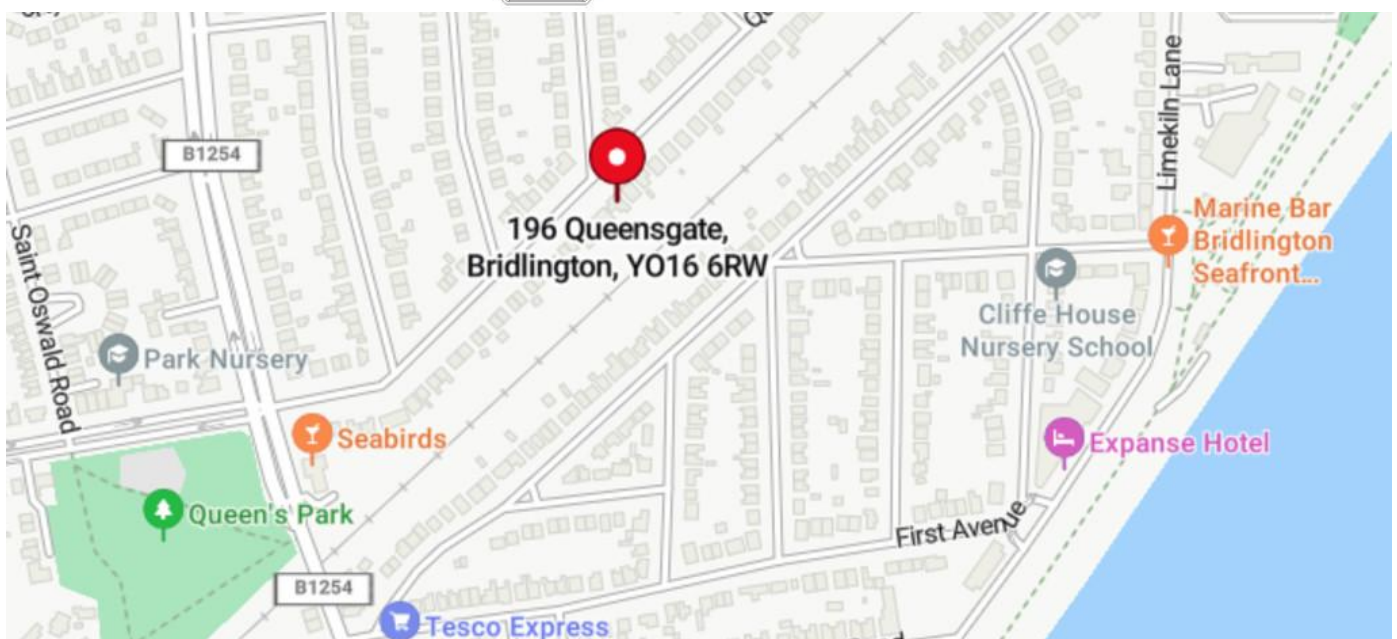 B1254
196 Queensgate,
Bridlington, YO16 6RW
Limekiln Lane
Marine Bar
Bridlington
Seafront...
Saint Oswald Road
Cliffe House
Nursery School
Park Nursery
Seabirds
Expanse Hotel
Queen's Park
First Avenue
B1254
Tesco Express